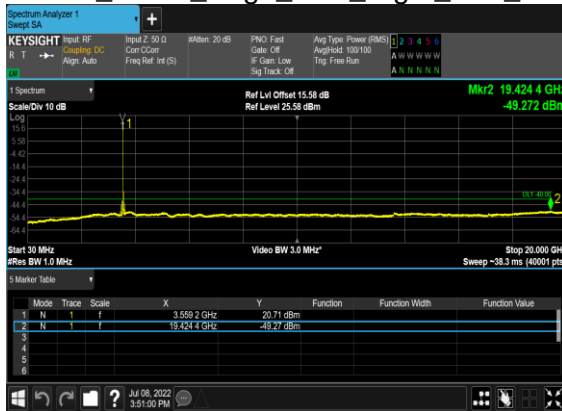 Spectrum Analyzer 1
Swept SA
+
KEYSIGHT Input: RF Input Z: 50 Ω #Atten: 20 dB PNO: Fast Avg Type: Power (RMS) 1 2 3 4 5 6
R T Coupling: DC Corr CCorr Gate: Off Avg|Hold: 100/100 A W W W W W
Align: Auto Freq Ref: Int (S) IF Gain: Low Trig: Free Run
Sig Track: Off A N N N N N
LW
1 Spectrum Ref Lvl Offset 15.58 dB Mkr2 19.424 4 GHz
Scale/Div 10 dB Ref Level 25.58 dBm -49.272 dBm
Log
15.6
5.58
-4.42
-14.4
-24.4
-34.4
-44.4
-54.4
-64.4
1
2
Start 30 MHz Video BW 3.0 MHz* Stop 20.000 GHz
#Res BW 1.0 MHz Sweep ~38.3 ms (40001 pts)
5 Marker Table
Mode Trace Scale X Y Function Function Width Function Value
1 N 1 f 3.559 2 GHz 20.71 dBm
2 N 1 f 19.424 4 GHz -49.27 dBm
3
4
5
6
? Jul 08, 2022
3:51:00 PM